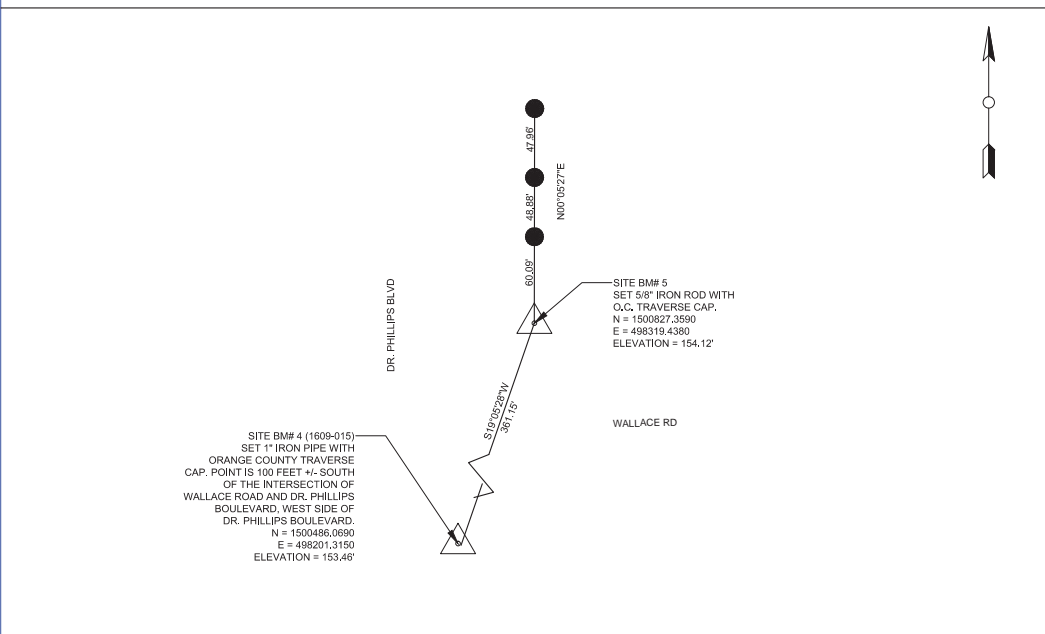 47.96'
48.88'
N00°05'27"E
60.09'
DR. PHILLIPS BLVD
SITE BM# 5
SET 5/8" IRON ROD WITH
O.C. TRAVERSE CAP.
N = 1500827.3590
E = 498319.4380
ELEVATION = 154.12'
S19°05'28"W
361.15'
WALLACE RD
SITE BM# 4 (1609-015)
SET 1" IRON PIPE WITH
ORANGE COUNTY TRAVERSE
CAP. POINT IS 100 FEET +/- SOUTH
OF THE INTERSECTION OF
WALLACE ROAD AND DR. PHILLIPS
BOULEVARD, WEST SIDE OF
DR. PHILLIPS BOULEVARD.
N = 1500486.0690
E = 498201.3150
ELEVATION = 153.46'